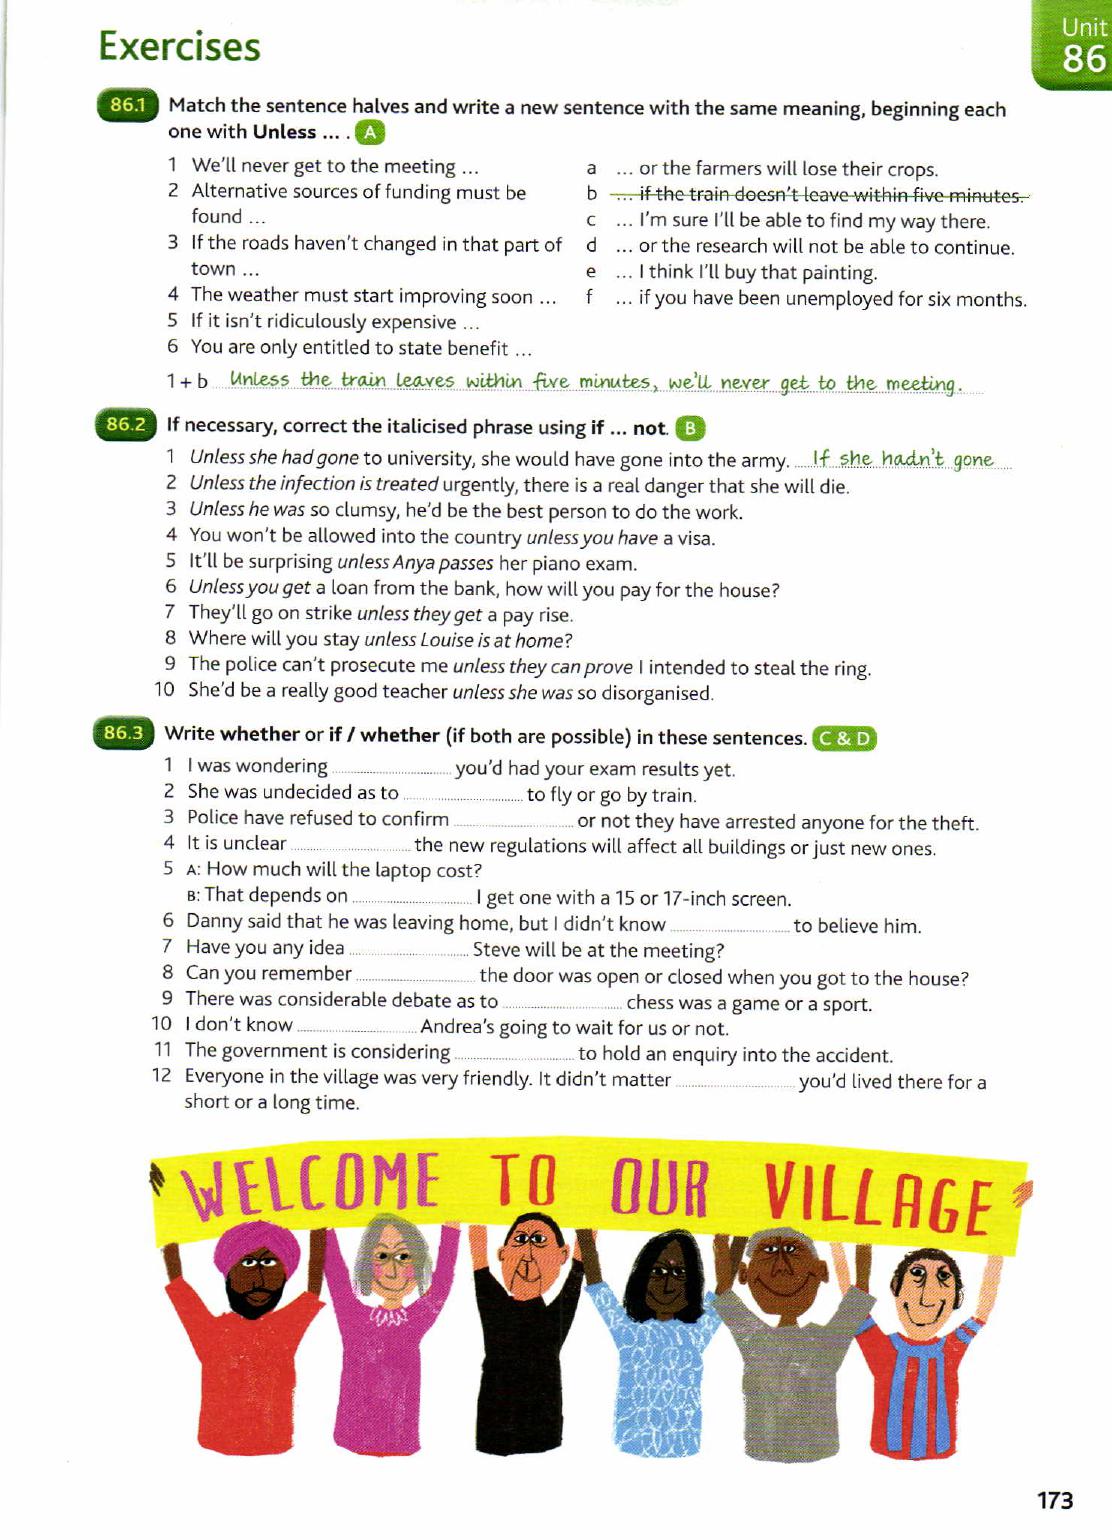 Exercises
Unit
86
86.1 Match the sentence halves and write a new sentence with the same meaning, beginning each
one with Unless ... . A
1 We'll never get to the meeting ...
2 Alternative sources of funding must be
found ...
3 If the roads haven't changed in that part of
town ...
4 The weather must start improving soon ...
5 If it isn't ridiculously expensive ...
6 You are only entitled to state benefit ...
a ... or the farmers will lose their crops.
b ... if the train doesn't leave within five minutes.
c ... I'm sure I'll be able to find my way there.
d ... or the research will not be able to continue.
e ... I think I'll buy that painting.
f ... if you have been unemployed for six months.
1 + b Unless the train leaves within five minutes, we'll never get to the meeting.
86.2 If necessary, correct the italicised phrase using if ... not. B
1 Unless she had gone to university, she would have gone into the army. If she hadn't gone
2 Unless the infection is treated urgently, there is a real danger that she will die.
3 Unless he was so clumsy, he'd be the best person to do the work.
4 You won't be allowed into the country unless you have a visa.
5 It'll be surprising unless Anya passes her piano exam.
6 Unless you get a loan from the bank, how will you pay for the house?
7 They'll go on strike unless they get a pay rise.
8 Where will you stay unless Louise is at home?
9 The police can't prosecute me unless they can prove I intended to steal the ring.
10 She'd be a really good teacher unless she was so disorganised.
86.3 Write whether or if / whether (if both are possible) in these sentences. C & D
1 I was wondering .............................. you'd had your exam results yet.
2 She was undecided as to .............................. to fly or go by train.
3 Police have refused to confirm .............................. or not they have arrested anyone for the theft.
4 It is unclear .............................. the new regulations will affect all buildings or just new ones.
5 A: How much will the laptop cost?
B: That depends on .............................. I get one with a 15 or 17-inch screen.
6 Danny said that he was leaving home, but I didn't know .............................. to believe him.
7 Have you any idea .............................. Steve will be at the meeting?
8 Can you remember .............................. the door was open or closed when you got to the house?
9 There was considerable debate as to .............................. chess was a game or a sport.
10 I don't know .............................. Andrea's going to wait for us or not.
11 The government is considering .............................. to hold an enquiry into the accident.
12 Everyone in the village was very friendly. It didn't matter .............................. you'd lived there for a
short or a long time.
WELCOME TO OUR VILLAGE
173